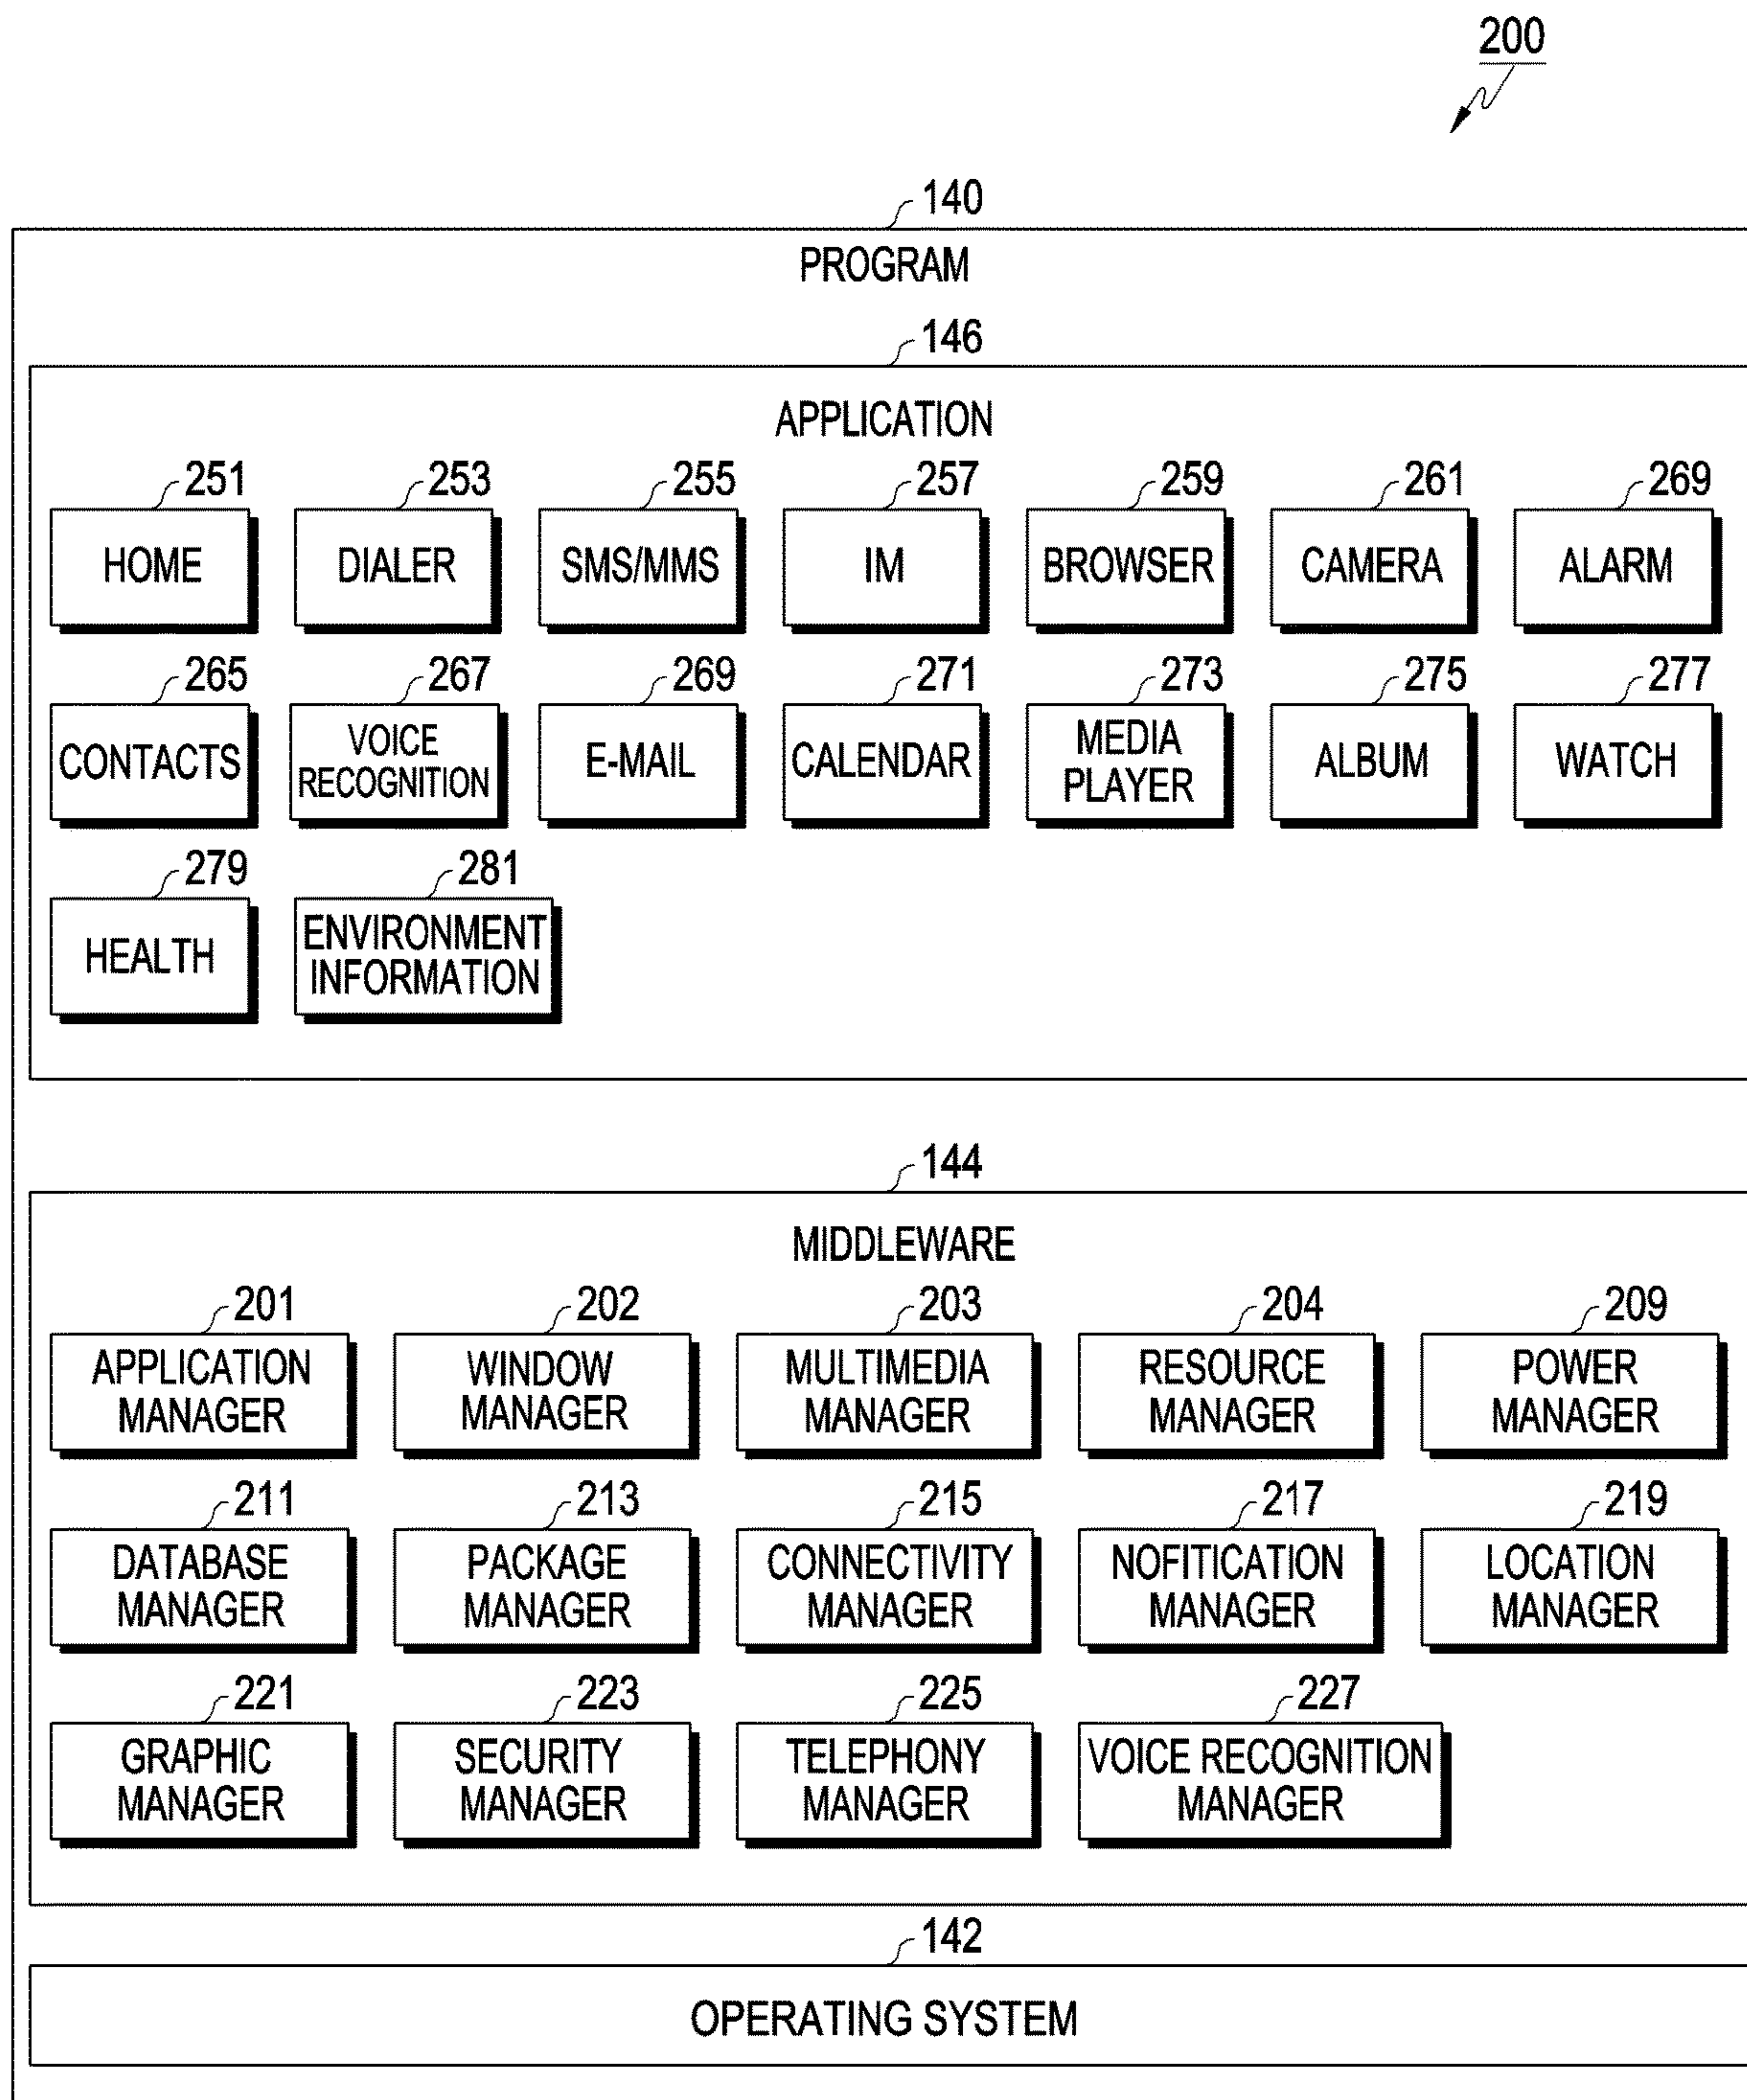 200
140
PROGRAM
146
APPLICATION
251 253 255 257 259 261 269
HOME DIALER SMS/MMS IM BROWSER CAMERA ALARM
265 267 269 271 273 275 277
CONTACTS VOICE RECOGNITION E-MAIL CALENDAR MEDIA PLAYER ALBUM WATCH
279 281
HEALTH ENVIRONMENT INFORMATION
144
MIDDLEWARE
201 202 203 204 209
APPLICATION MANAGER WINDOW MANAGER MULTIMEDIA MANAGER RESOURCE MANAGER POWER MANAGER
211 213 215 217 219
DATABASE MANAGER PACKAGE MANAGER CONNECTIVITY MANAGER NOFITICATION MANAGER LOCATION MANAGER
221 223 225 227
GRAPHIC MANAGER SECURITY MANAGER TELEPHONY MANAGER VOICE RECOGNITION MANAGER
142
OPERATING SYSTEM